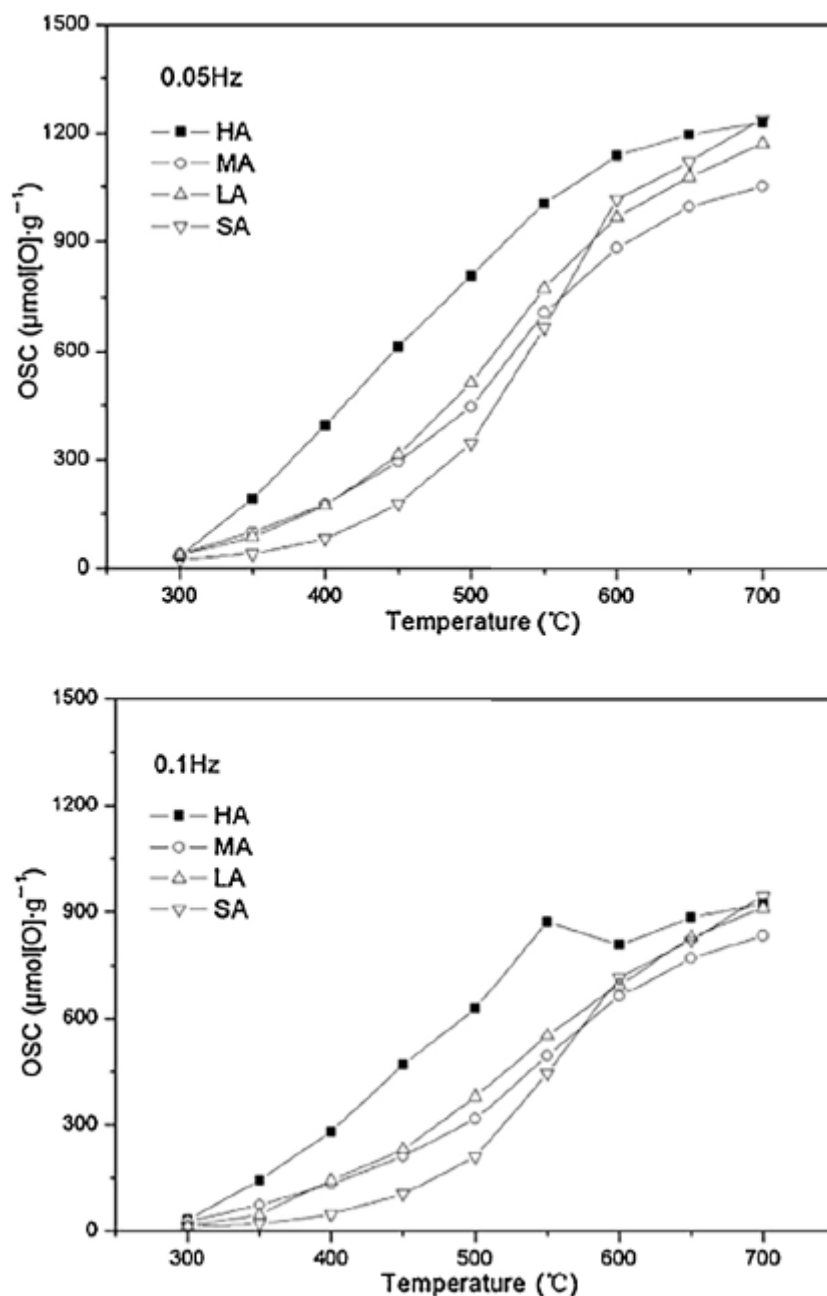 1500
0.05Hz
HA
1200
MA
LA
SA
900
OSC (μmol[O]·g⁻¹)
600
300
0
300 400 500 600 700
Temperature (℃)
1500
0.1Hz
HA
1200
MA
LA
SA
900
OSC (μmol[O]·g⁻¹)
600
300
0
300 400 500 600 700
Temperature (℃)